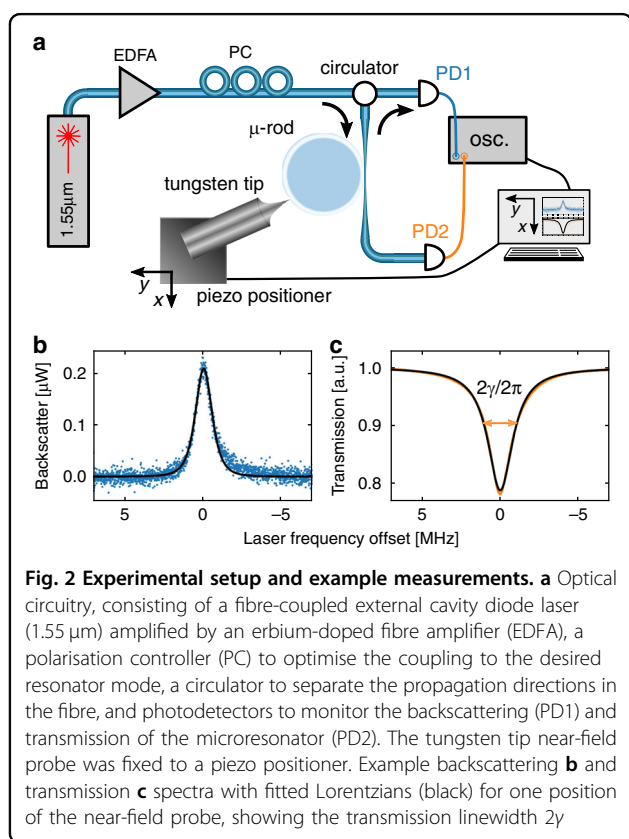 a
EDFA
PC
circulator
PD1
μ-rod
osc.
1.55μm
tungsten tip
PD2
y
x
y
x
piezo positioner
b
c
Backscatter [μW]
0.2
0.1
0.0
5
0
−5
Transmission [a.u.]
1.0
0.9
0.8
2γ/2π
5
0
−5
Laser frequency offset [MHz]
Fig. 2 Experimental setup and example measurements. a Optical
circuitry, consisting of a fibre-coupled external cavity diode laser
(1.55 μm) amplified by an erbium-doped fibre amplifier (EDFA), a
polarisation controller (PC) to optimise the coupling to the desired
resonator mode, a circulator to separate the propagation directions in
the fibre, and photodetectors to monitor the backscattering (PD1) and
transmission of the microresonator (PD2). The tungsten tip near-field
probe was fixed to a piezo positioner. Example backscattering b and
transmission c spectra with fitted Lorentzians (black) for one position
of the near-field probe, showing the transmission linewidth 2γ